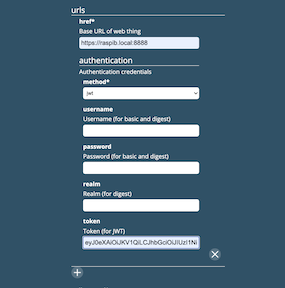 urls
href*
Base URL of web thing
https://raspib.local:8888
authentication
Authentication credentials
method*
jwt
username
Username (for basic and digest)
password
Password (for basic and digest)
realm
Realm (for digest)
token
Token (for JWT)